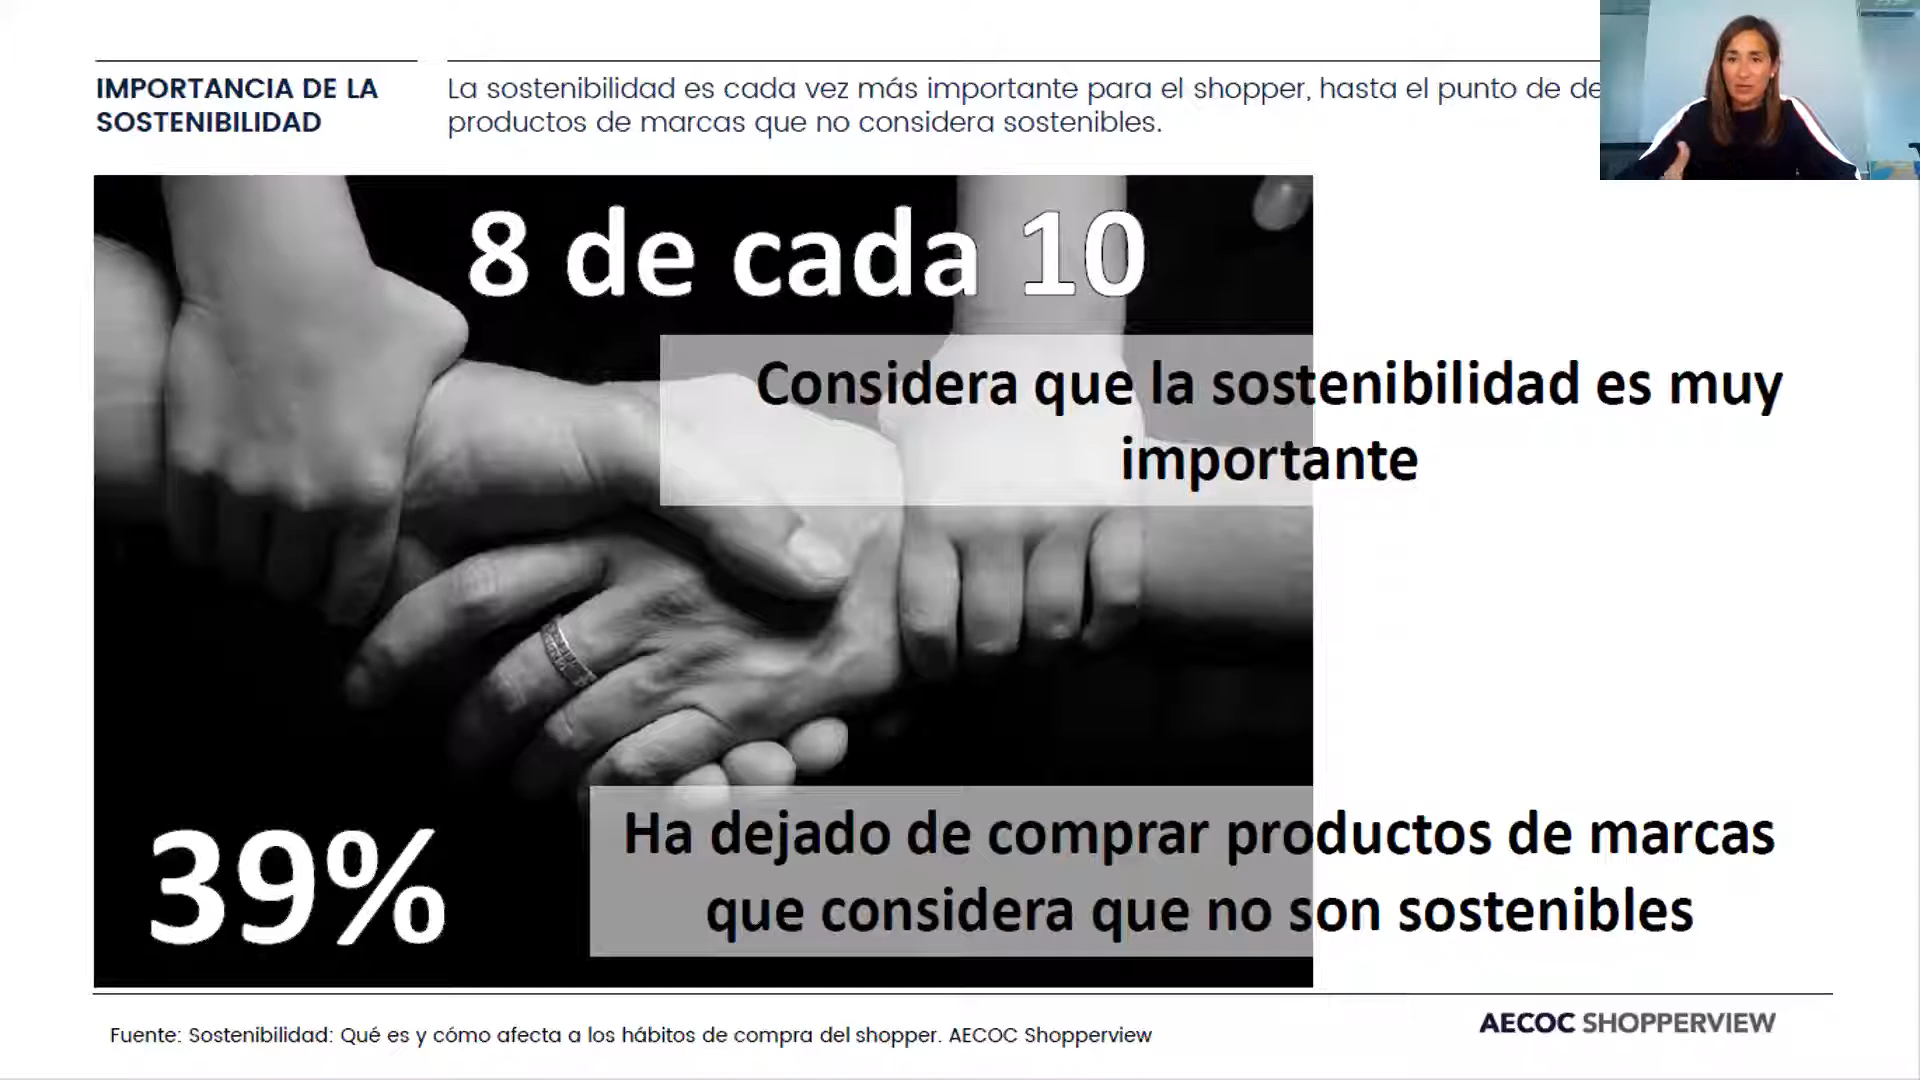 IMPORTANCIA DE LA
SOSTENIBILIDAD
La sostenibilidad es cada vez más importante para el shopper, hasta el punto de
productos de marcas que no considera sostenibles.
8 de cada 10
Considera que la sostenibilidad es muy
importante
39%
Ha dejado de comprar productos de marcas
que considera que no son sostenibles
Fuente: Sostenibilidad: Qué es y cómo afecta a los hábitos de compra del shopper. AECOC Shopperview
AECOC SHOPPERVIEW